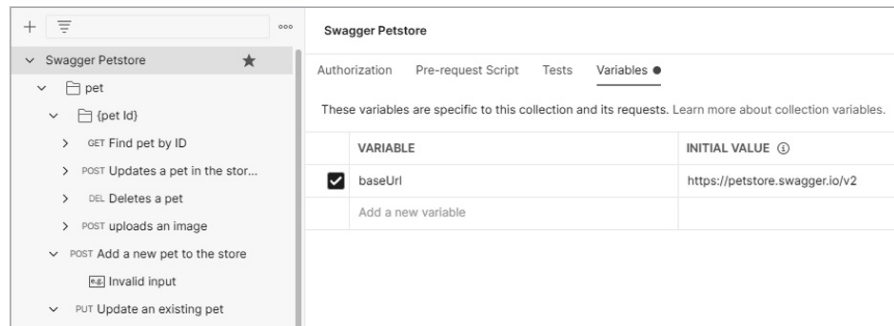 Swagger Petstore
pet
{pet Id}
GET Find pet by ID
POST Updates a pet in the stor...
DEL Deletes a pet
POST uploads an image
POST Add a new pet to the store
e.g. Invalid input
PUT Update an existing pet
Swagger Petstore
Authorization Pre-request Script Tests Variables
These variables are specific to this collection and its requests. Learn more about collection variables.
VARIABLE INITIAL VALUE
baseUrl https://petstore.swagger.io/v2
Add a new variable